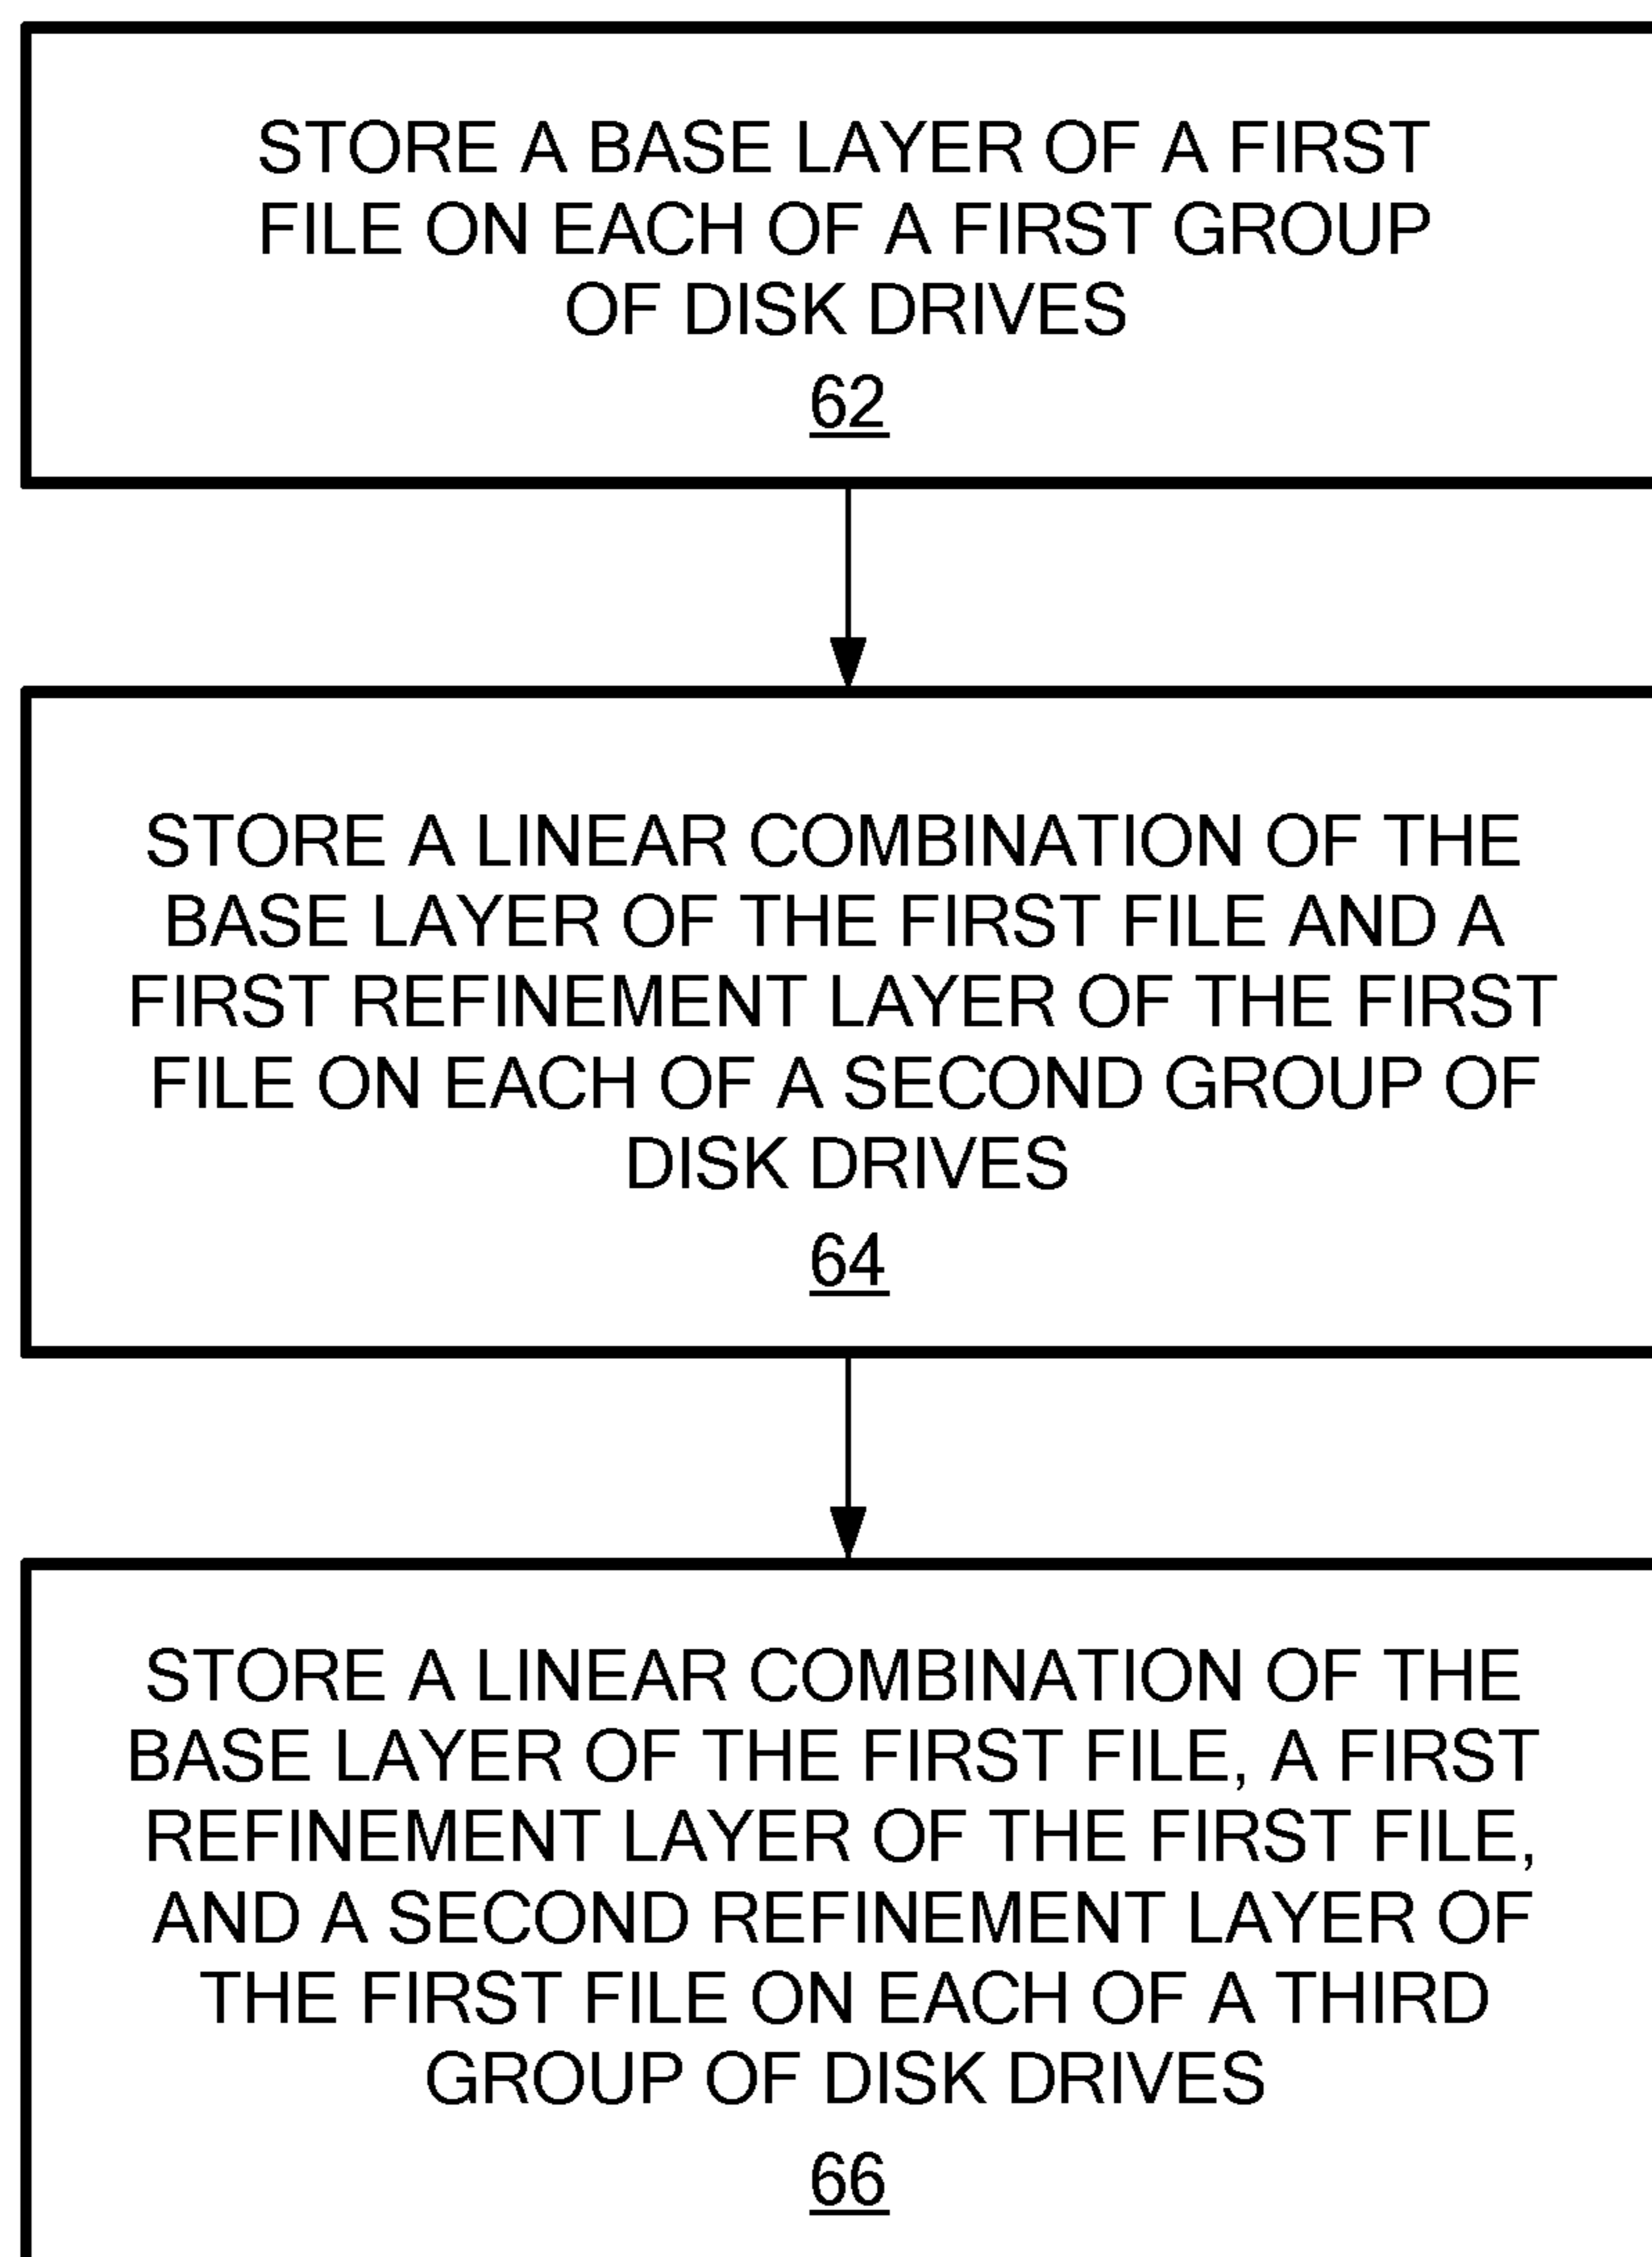 STORE A BASE LAYER OF A FIRST
FILE ON EACH OF A FIRST GROUP
OF DISK DRIVES
62
STORE A LINEAR COMBINATION OF THE
BASE LAYER OF THE FIRST FILE AND A
FIRST REFINEMENT LAYER OF THE FIRST
FILE ON EACH OF A SECOND GROUP OF
DISK DRIVES
64
STORE A LINEAR COMBINATION OF THE
BASE LAYER OF THE FIRST FILE, A FIRST
REFINEMENT LAYER OF THE FIRST FILE,
AND A SECOND REFINEMENT LAYER OF
THE FIRST FILE ON EACH OF A THIRD
GROUP OF DISK DRIVES
66